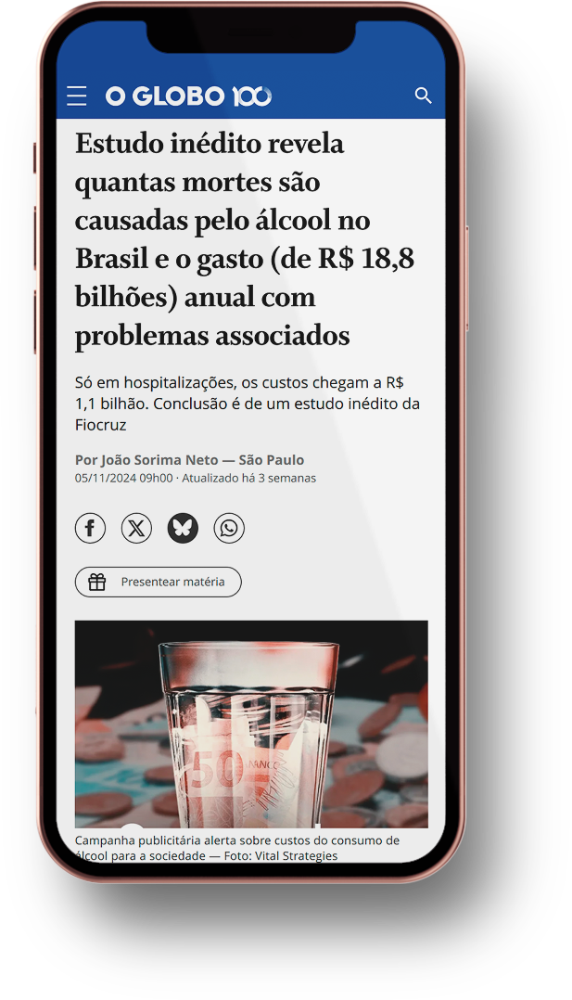 O GLOBO 100
Estudo inédito revela
quantas mortes são
causadas pelo álcool no
Brasil e o gasto (de R$ 18,8
bilhões) anual com
problemas associados
Só em hospitalizações, os custos chegam a R$
1,1 bilhão. Conclusão é de um estudo inédito da
Fiocruz
Por João Sorima Neto — São Paulo
05/11/2024 09h00 · Atualizado há 3 semanas
Presentear matéria
50
Campanha publicitária alerta sobre custos do consumo de
álcool para a sociedade — Foto: Vital Strategies